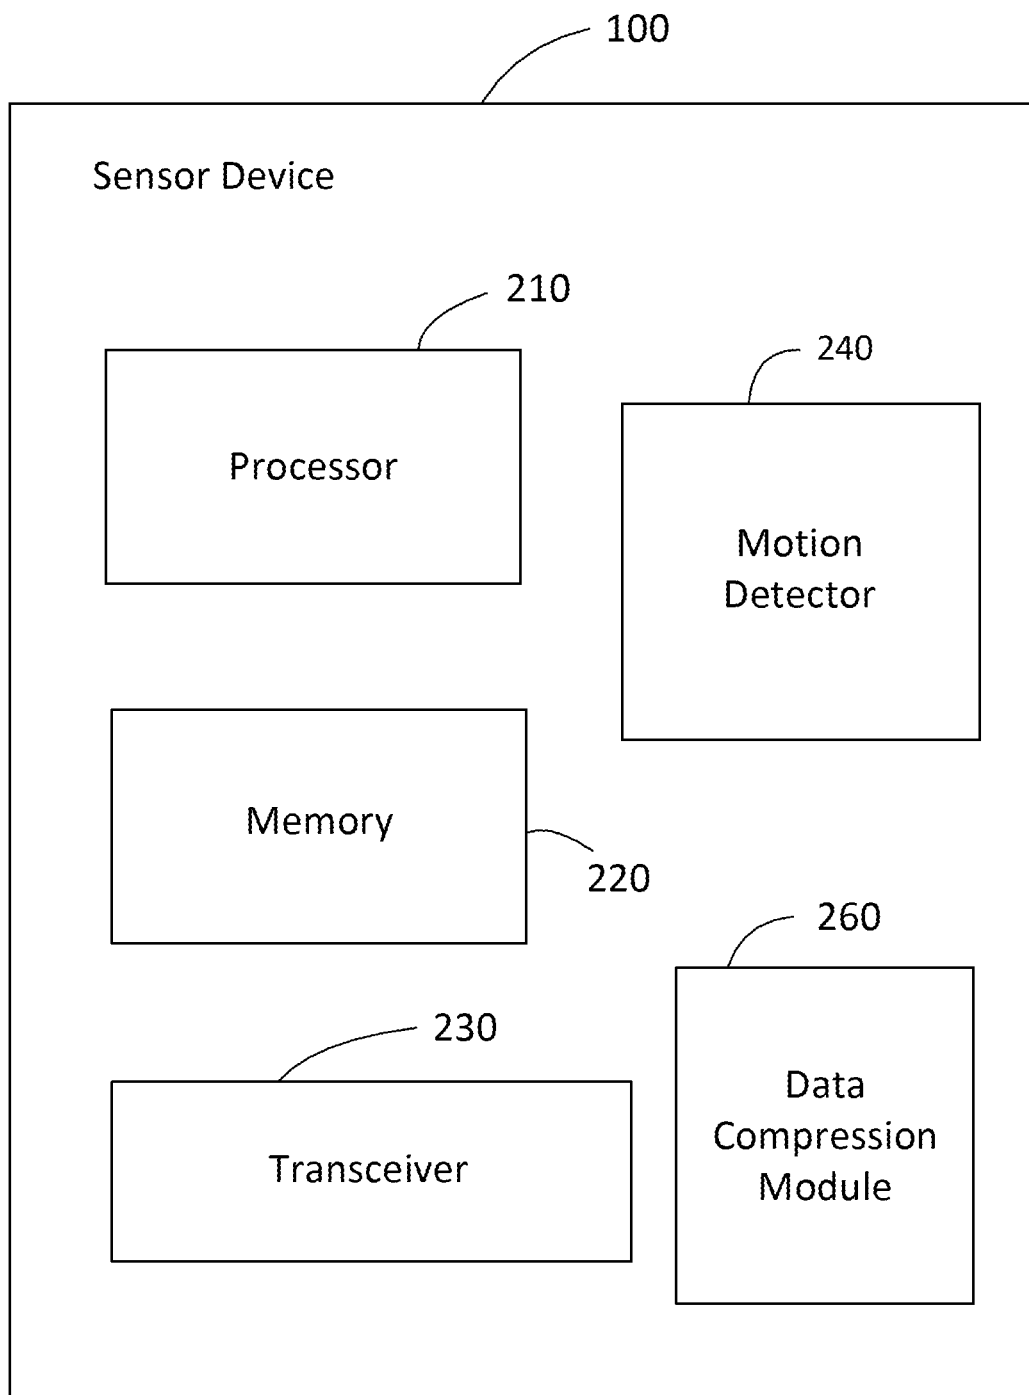 100
Sensor Device
210
Processor
240
Motion
Detector
Memory
220
260
Data
Compression
Module
230
Transceiver